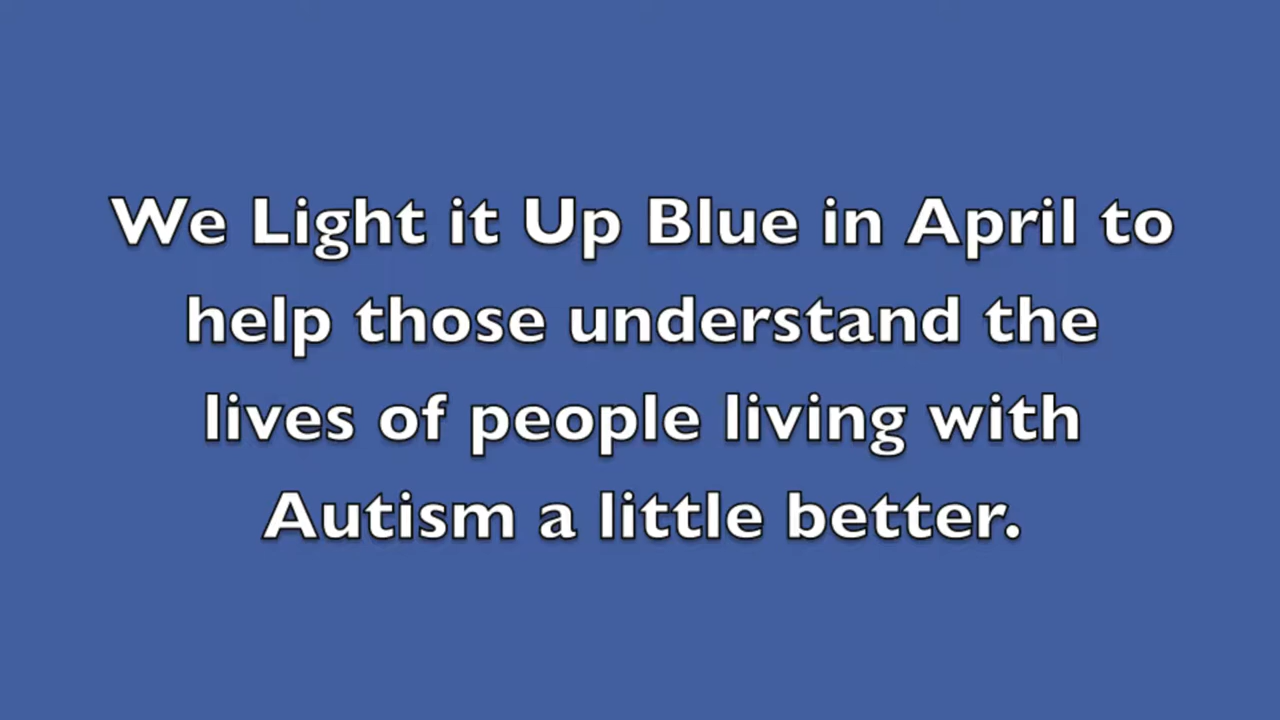 We Light it Up Blue in April to
help those understand the
lives of people living with
Autism a little better.